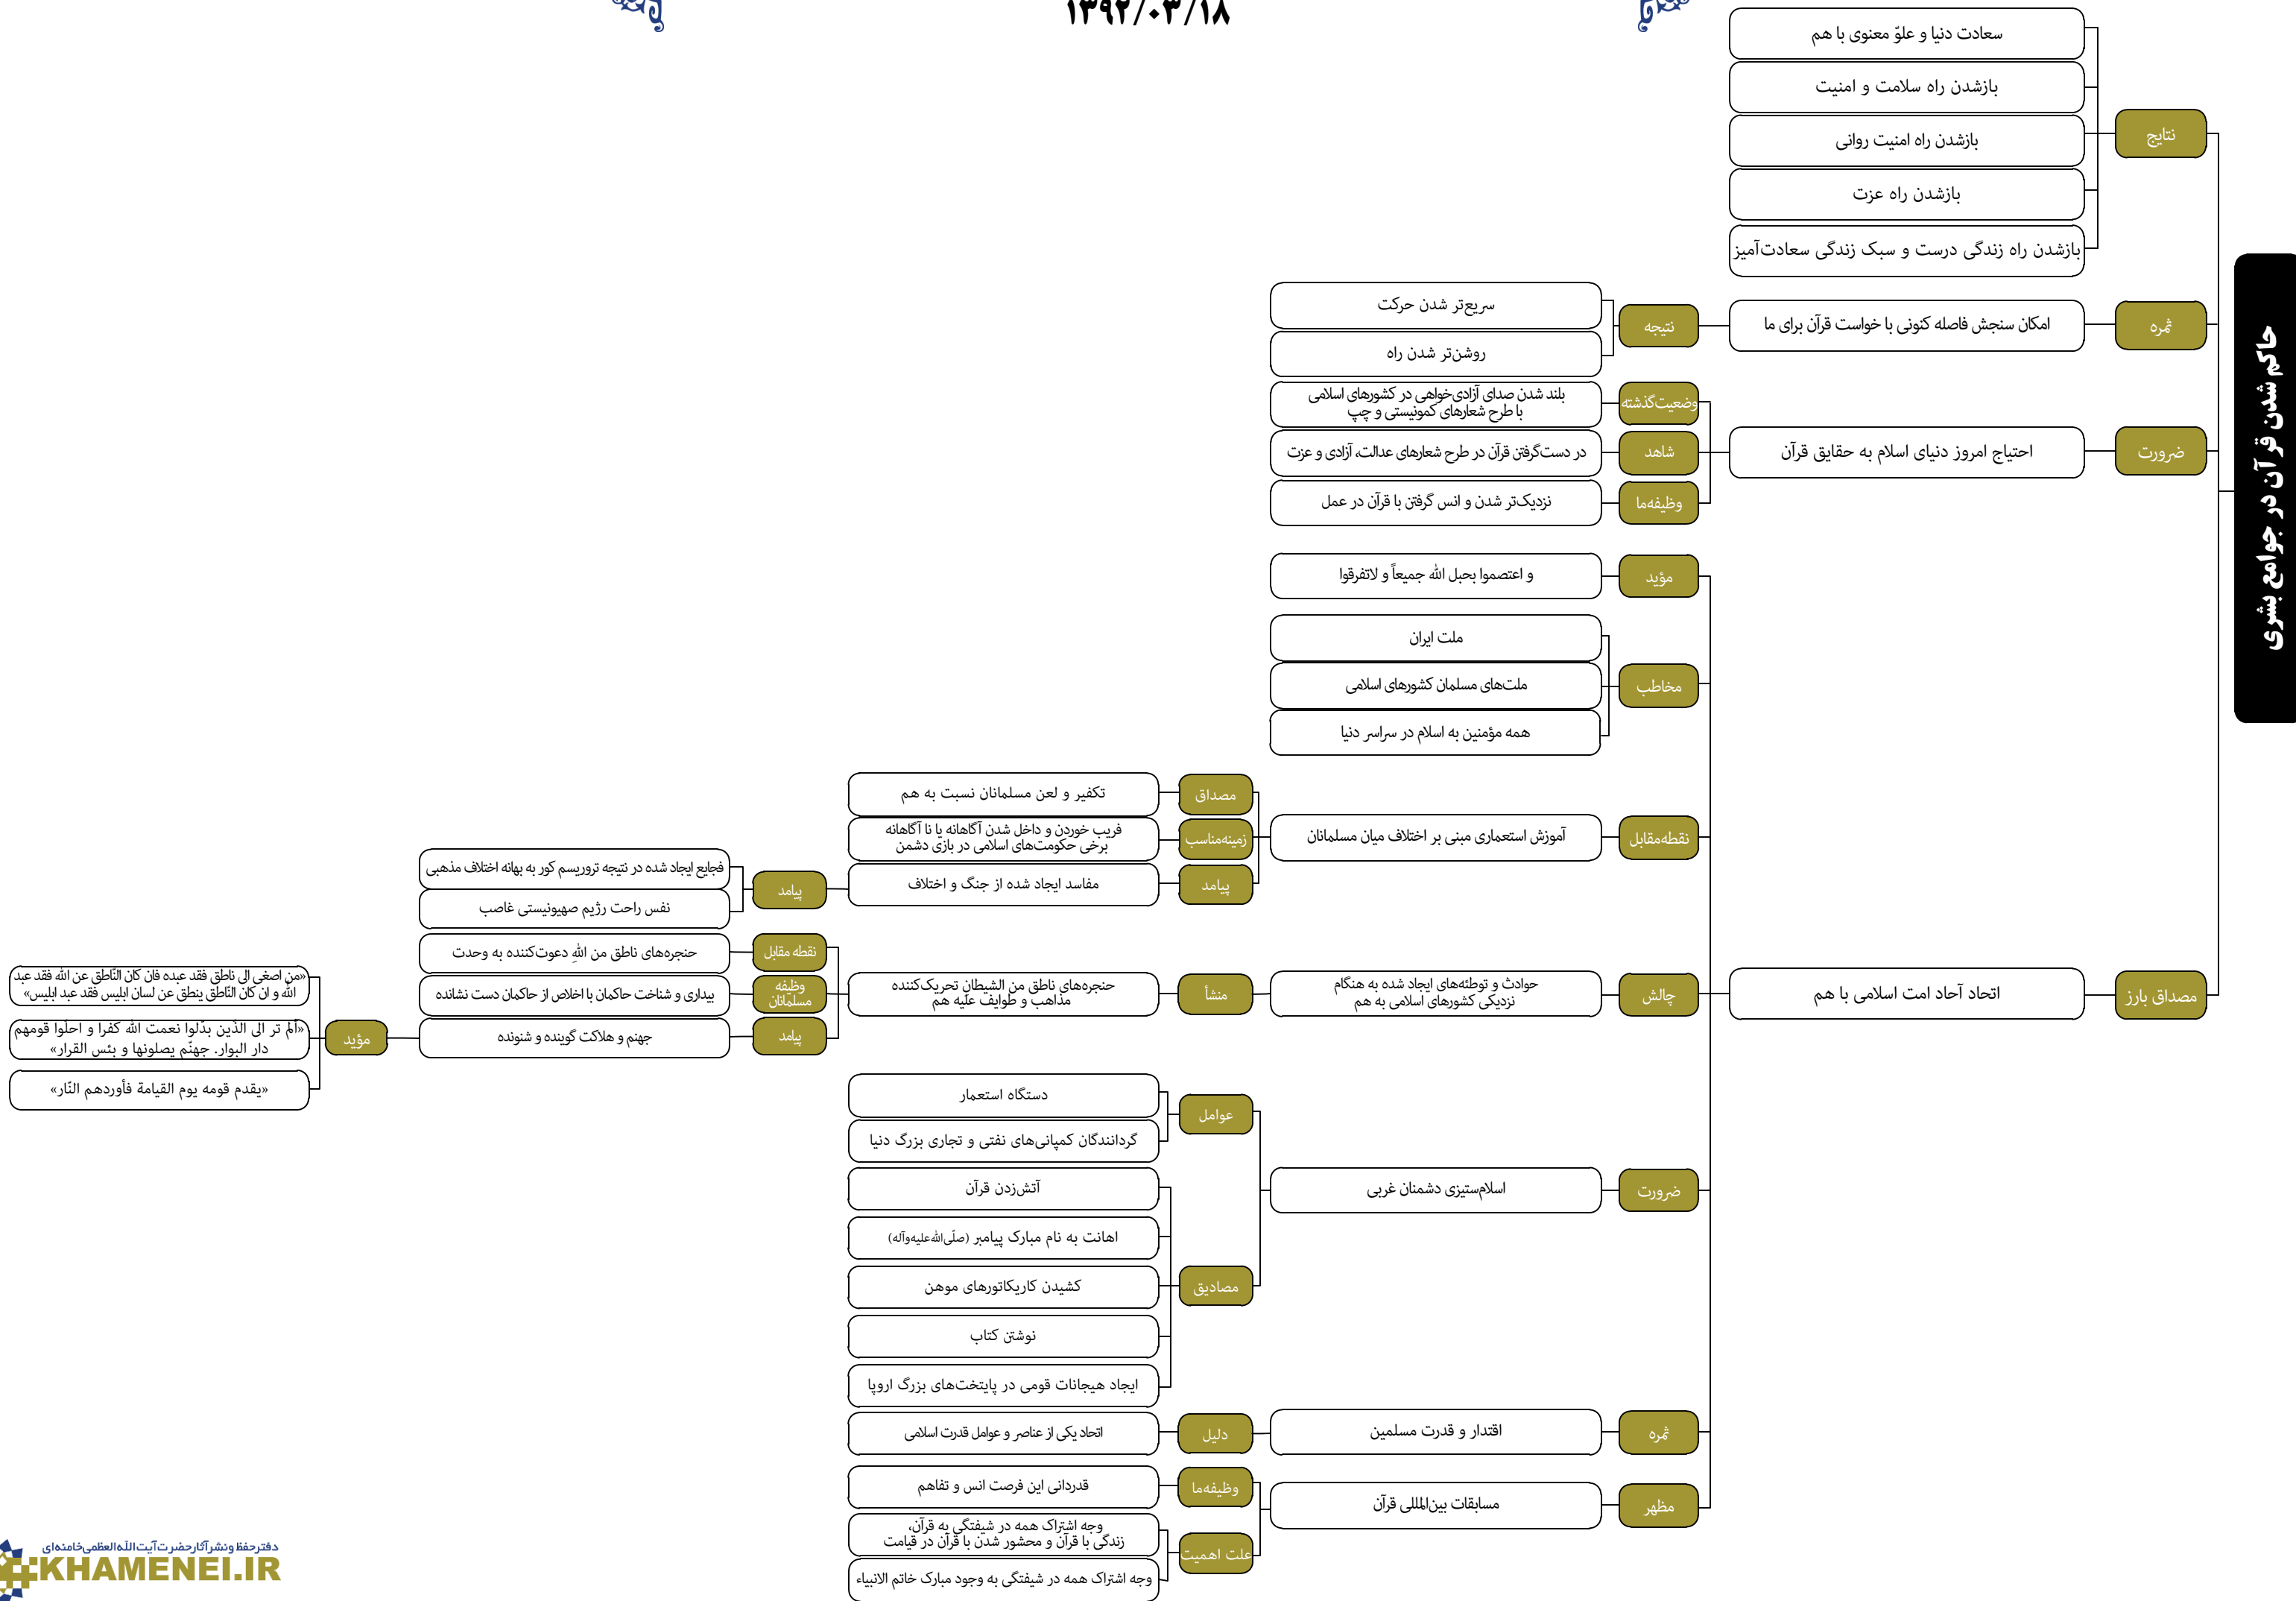 ۱۳۹۲/۰۳/۱۸
حاکم شدن قرآن در جوامع بشری
نتایج
سعادت دنیا و علوّ معنوی با هم
بازشدن راه سلامت و امنیت
بازشدن راه امنیت روانی
بازشدن راه عزت
بازشدن راه زندگی درست و سبک زندگی سعادت‌آمیز
ثمره
امکان سنجش فاصله کنونی با خواست قرآن برای ما
نتیجه
سریع‌تر شدن حرکت
روشن‌تر شدن راه
ضرورت
احتیاج امروز دنیای اسلام به حقایق قرآن
وضعیت‌گذشته
بلند شدن صدای آزادی‌خواهی در کشورهای اسلامی
با طرح شعارهای کمونیستی و چپ
شاهد
در دست‌گرفتن قرآن در طرح شعارهای عدالت، آزادی و عزت
وظیفه‌ما
نزدیک‌تر شدن و انس گرفتن با قرآن در عمل
مصداق بارز
اتحاد آحاد امت اسلامی با هم
مؤید
و اعتصموا بحبل الله جمیعاً و لاتفرقوا
مخاطب
ملت ایران
ملت‌های مسلمان کشورهای اسلامی
همه مؤمنین به اسلام در سراسر دنیا
نقطه‌مقابل
آموزش استعماری مبنی بر اختلاف میان مسلمانان
مصداق
تکفیر و لعن مسلمانان نسبت به هم
زمینه‌مناسب
فریب خوردن و داخل شدن آگاهانه یا نا آگاهانه
برخی حکومت‌های اسلامی در بازی دشمن
پیامد
مفاسد ایجاد شده از جنگ و اختلاف
پیامد
فجایع ایجاد شده در نتیجه تروریسم کور به بهانه اختلاف مذهبی
نفس راحت رژیم صهیونیستی غاصب
چالش
حوادث و توطئه‌های ایجاد شده به هنگام
نزدیکی کشورهای اسلامی به هم
منشأ
حنجره‌های ناطق من الشیطان تحریک‌کننده
مذاهب و طوایف علیه هم
نقطه مقابل
حنجره‌های ناطق من اللهِ دعوت‌کننده به وحدت
وظیفه
مسلمانان
بیداری و شناخت حاکمان با اخلاص از حاکمان دست نشانده
پیامد
جهنم و هلاکت گوینده و شنونده
مؤید
«من اصغی الی ناطق فقد عبده فان کان النّاطق عن الله فقد عبد
الله و ان کان النّاطق ینطق عن لسان ابلیس فقد عبد ابلیس»
«ألم تر الی الّذین بدّلوا نعمت الله کفرا و احلّوا قومهم
دار البوار. جهنّم یصلونها و بئس القرار»
«یقدم قومه یوم القیامة فأوردهم النّار»
ضرورت
اسلام‌ستیزی دشمنان غربی
عوامل
دستگاه استعمار
گردانندگان کمپانی‌های نفتی و تجاری بزرگ دنیا
مصادیق
آتش‌زدن قرآن
اهانت به نام مبارک پیامبر (صلّی‌الله‌علیه‌وآله)
کشیدن کاریکاتورهای موهن
نوشتن کتاب
ایجاد هیجانات قومی در پایتخت‌های بزرگ اروپا
ثمره
اقتدار و قدرت مسلمین
دلیل
اتحاد یکی از عناصر و عوامل قدرت اسلامی
مظهر
مسابقات بین‌المللی قرآن
وظیفه‌ما
قدردانی این فرصت انس و تفاهم
علت اهمیت
وجه اشتراک همه در شیفتگی به قرآن،
زندگی با قرآن و محشور شدن با قرآن در قیامت
وجه اشتراک همه در شیفتگی به وجود مبارک خاتم الانبیاء
دفتر حفظ و نشر آثار حضرت آیت‌الله‌العظمی خامنه‌ای
KHAMENEI.IR